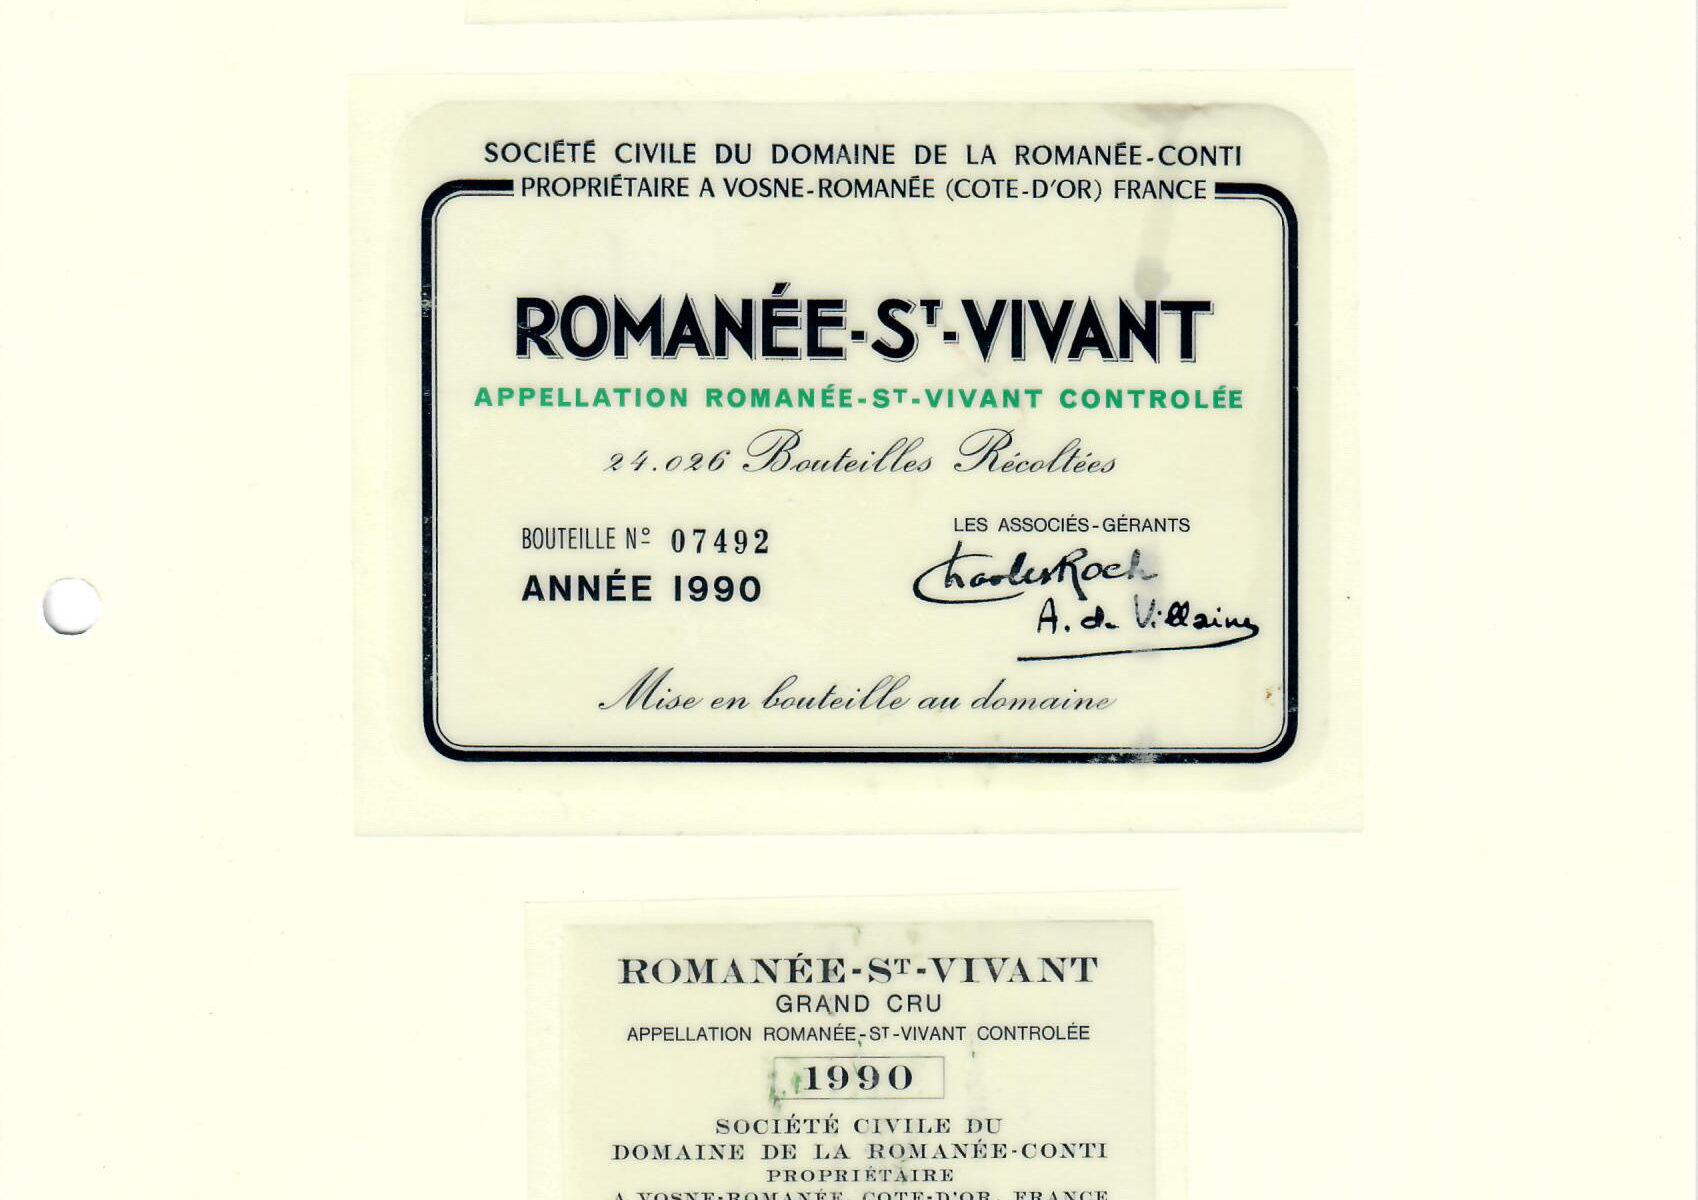 SOCIÉTÉ CIVILE DU DOMAINE DE LA ROMANÉE-CONTI
PROPRIÉTAIRE A VOSNE-ROMANÉE (COTE-D'OR) FRANCE
ROMANÉE-ST-VIVANT
APPELLATION ROMANÉE-ST-VIVANT CONTROLÉE
24.026 Bouteilles Récoltées
BOUTEILLE Nº 07492
ANNÉE 1990
LES ASSOCIÉS-GÉRANTS
Charles Roch
A. de Villaine
Mise en bouteille au domaine
ROMANÉE-ST-VIVANT
GRAND CRU
APPELLATION ROMANÉE-ST-VIVANT CONTROLÉE
1990
SOCIÉTÉ CIVILE DU
DOMAINE DE LA ROMANÉE-CONTI
PROPRIÉTAIRE
A VOSNE-ROMANÉE, COTE-D'OR, FRANCE